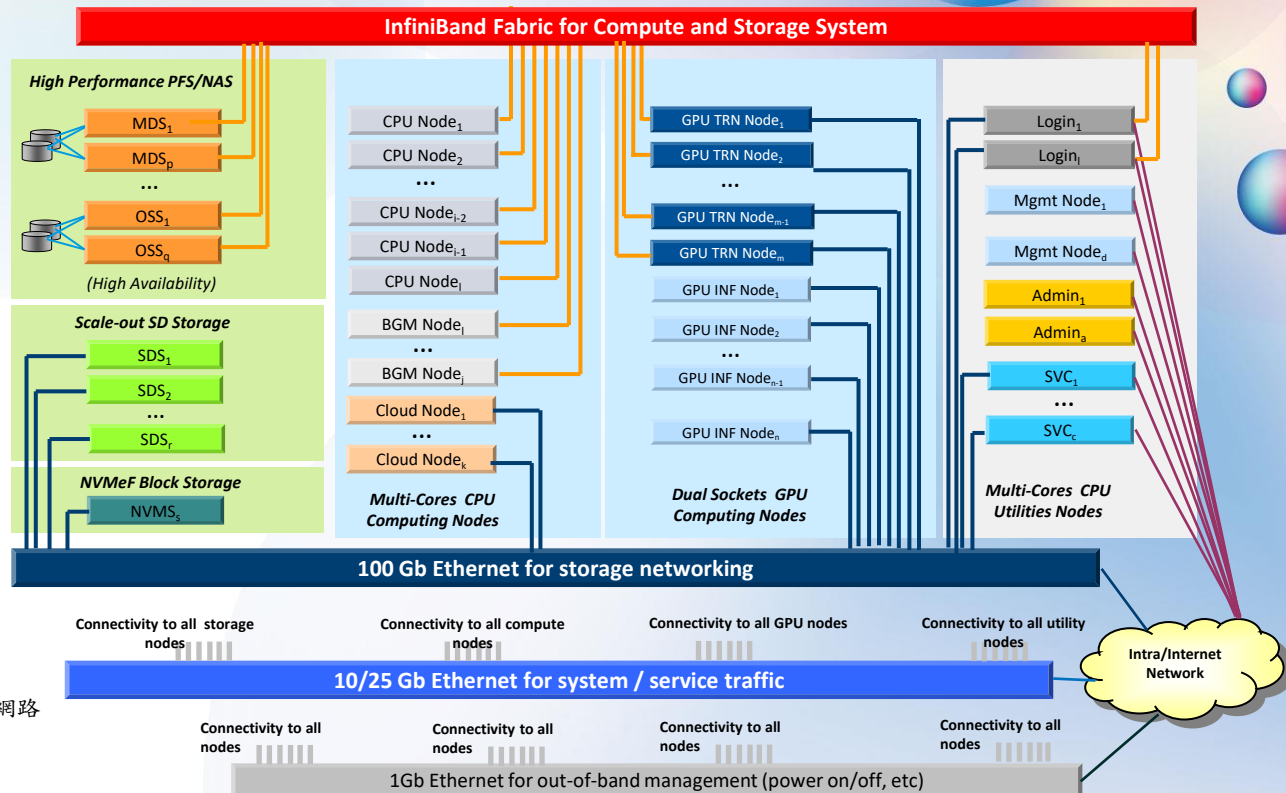 InfiniBand Fabric for Compute and Storage System
High Performance PFS/NAS
MDS1
MDSp
...
OSS1
OSSq
(High Availability)
Scale-out SD Storage
SDS1
SDS2
...
SDSr
NVMeF Block Storage
NVMSs
CPU Node1
CPU Node2
...
CPU Nodei-2
CPU Nodei-1
CPU Nodel
BGM Nodel
...
BGM Nodej
Cloud Node1
...
Cloud Nodek
Multi-Cores CPU
Computing Nodes
GPU TRN Node1
GPU TRN Node2
...
GPU TRN Nodem-1
GPU TRN Nodem
GPU INF Node1
GPU INF Node2
...
GPU INF Noden-1
GPU INF Noden
Dual Sockets GPU
Computing Nodes
Login1
Loginl
Mgmt Node1
Mgmt Noded
Admin1
Admina
SVC1
...
SVCc
Multi-Cores CPU
Utilities Nodes
100 Gb Ethernet for storage networking
Connectivity to all storage
nodes
Connectivity to all compute
nodes
Connectivity to all GPU nodes
Connectivity to all utility
nodes
Intra/Internet
Network
10/25 Gb Ethernet for system / service traffic
網路
Connectivity to all
nodes
Connectivity to all
nodes
Connectivity to all
nodes
Connectivity to all
nodes
1Gb Ethernet for out-of-band management (power on/off, etc)